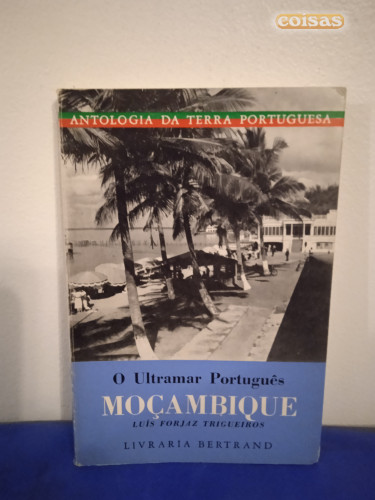 coisas
ANTOLOGIA DA TERRA PORTUGUESA
O Ultramar Português
MOÇAMBIQUE
LUÍS FORJAZ TRIGUEIROS
LIVRARIA BERTRAND